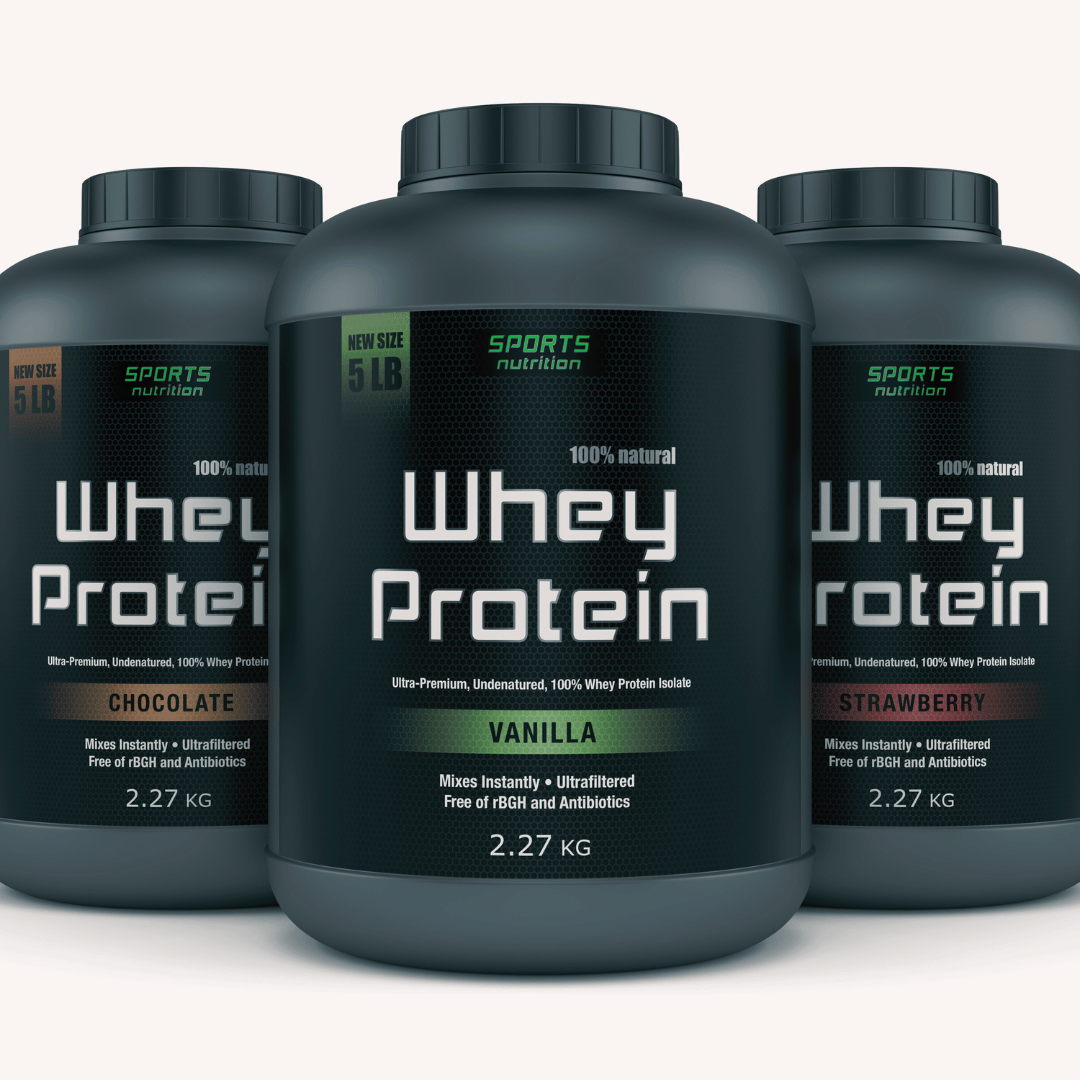 NEW SIZE
5 LB
SPORTS
nutrition
100% natu
Whey
Protei
Ultra-Premium, Undenatured, 100% Whey Protein
CHOCOLATE
Mixes Instantly • Ultrafiltered
Free of rBGH and Antibiotics
2.27 KG
NEW SIZE
5 LB
SPORTS
nutrition
100% natural
Whey
Protein
Ultra-Premium, Undenatured, 100% Whey Protein Isolate
VANILLA
Mixes Instantly • Ultrafiltered
Free of rBGH and Antibiotics
2.27 KG
SPORTS
nutrition
100% natural
Whey
rotein
remium, Undenatured, 100% Whey Protein Isolate
STRAWBERRY
Mixes Instantly • Ultrafiltered
Free of rBGH and Antibiotics
2.27 KG